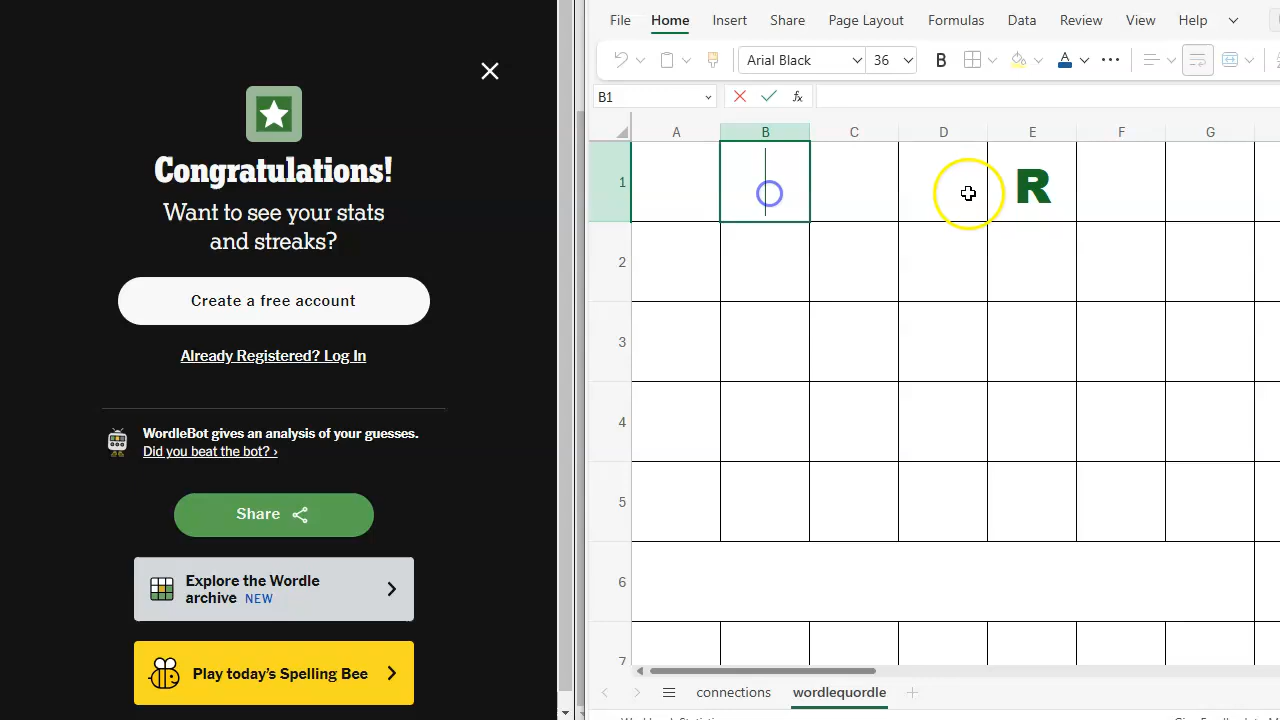 Congratulations!
Want to see your stats
and streaks?
Create a free account
Already Registered? Log In
WordleBot gives an analysis of your guesses.
Did you beat the bot? ›
Share
Explore the Wordle
archive NEW
Play today's Spelling Bee
File Home Insert Share Page Layout Formulas Data Review View Help
Arial Black 36 B A
B1 fx
A B C D E F G
1 R
2
3
4
5
6
7
connections wordlequordle